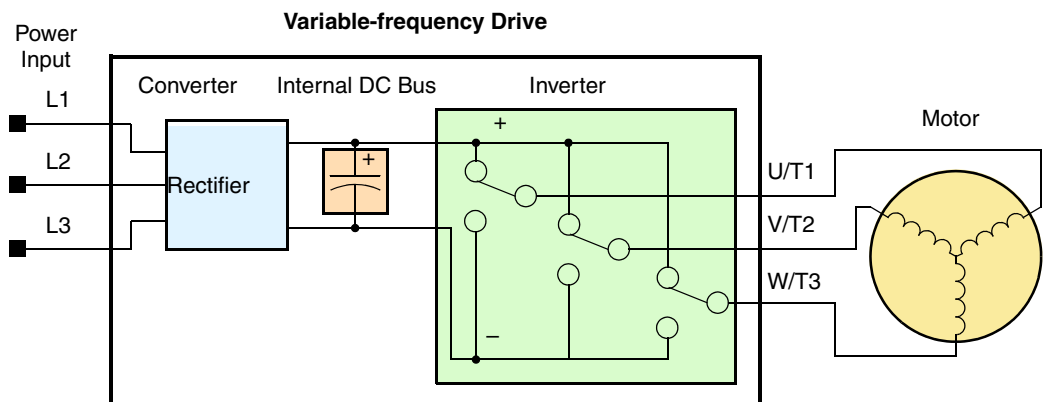 Variable-frequency Drive
Power
Input
Converter
Internal DC Bus
Inverter
Motor
L1
L2
L3
Rectifier
+
+
–
U/T1
V/T2
W/T3